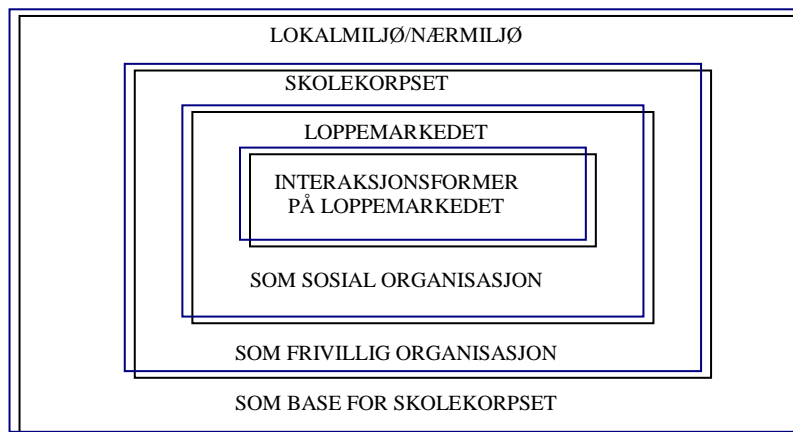 LOKALMILJØ/NÆRMILJØ
SKOLEKORPSET
LOPPEMARKEDET
INTERAKSJONSFORMER
PÅ LOPPEMARKEDET
SOM SOSIAL ORGANISASJON
SOM FRIVILLIG ORGANISASJON
SOM BASE FOR SKOLEKORPSET